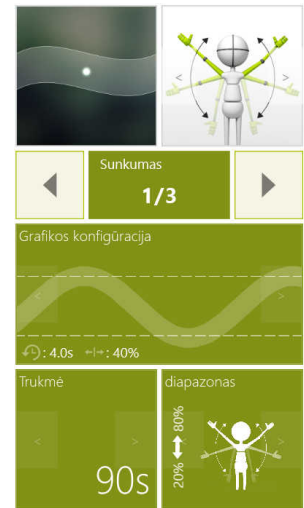 Sunkumas
1/3
Grafikos konfigūracija
: 4.0s : 40%
Trukmė
90s
diapazonas
20% 80%